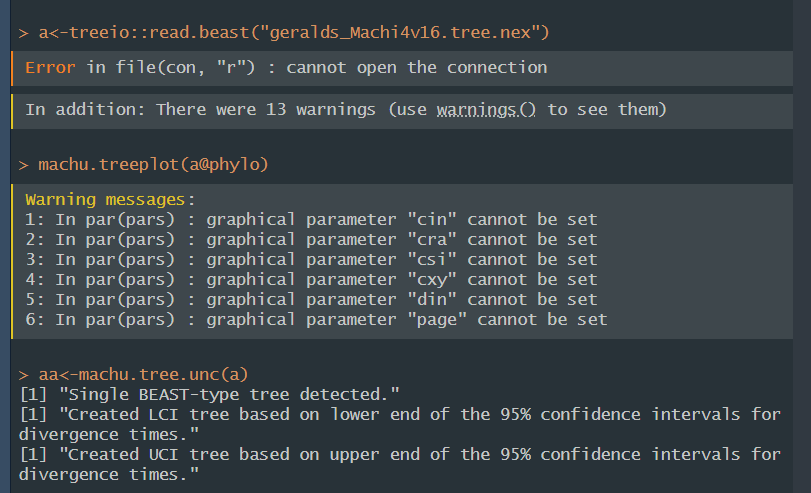 > a<-treeio::read.beast("geralds_Machi4v16.tree.nex")
Error in file(con, "r") : cannot open the connection
In addition: There were 13 warnings (use warnings() to see them)
> machu.treeplot(a@phylo)
Warning messages:
1: In par(pars) : graphical parameter "cin" cannot be set
2: In par(pars) : graphical parameter "cra" cannot be set
3: In par(pars) : graphical parameter "csi" cannot be set
4: In par(pars) : graphical parameter "cxy" cannot be set
5: In par(pars) : graphical parameter "din" cannot be set
6: In par(pars) : graphical parameter "page" cannot be set
> aa<-machu.tree.unc(a)
[1] "Single BEAST-type tree detected."
[1] "Created LCI tree based on lower end of the 95% confidence intervals for
divergence times."
[1] "Created UCI tree based on upper end of the 95% confidence intervals for
divergence times."